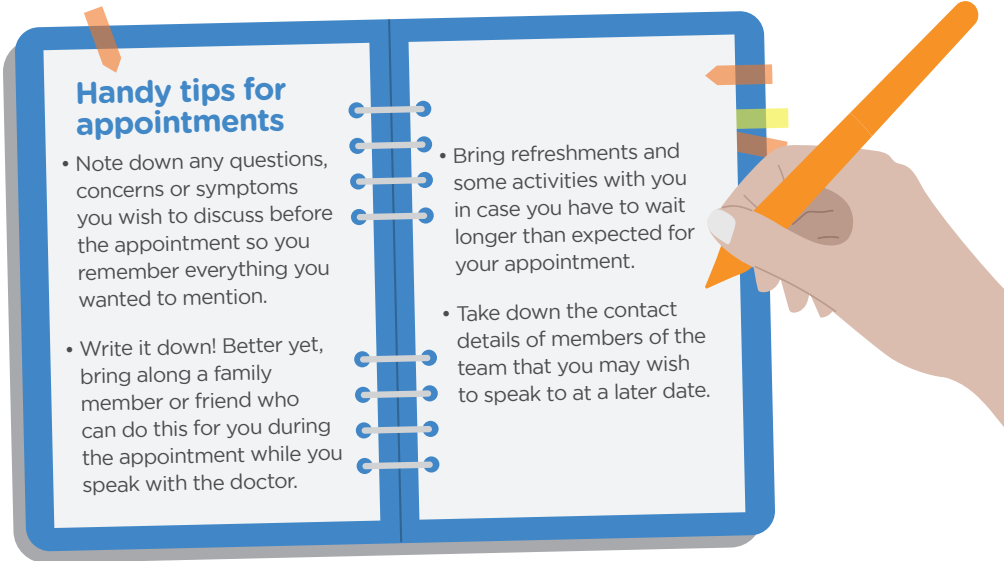 Handy tips for
appointments
• Note down any questions,
concerns or symptoms
you wish to discuss before
the appointment so you
remember everything you
wanted to mention.
• Write it down! Better yet,
bring along a family
member or friend who
can do this for you during
the appointment while you
speak with the doctor.
• Bring refreshments and
some activities with you
in case you have to wait
longer than expected for
your appointment.
• Take down the contact
details of members of the
team that you may wish
to speak to at a later date.